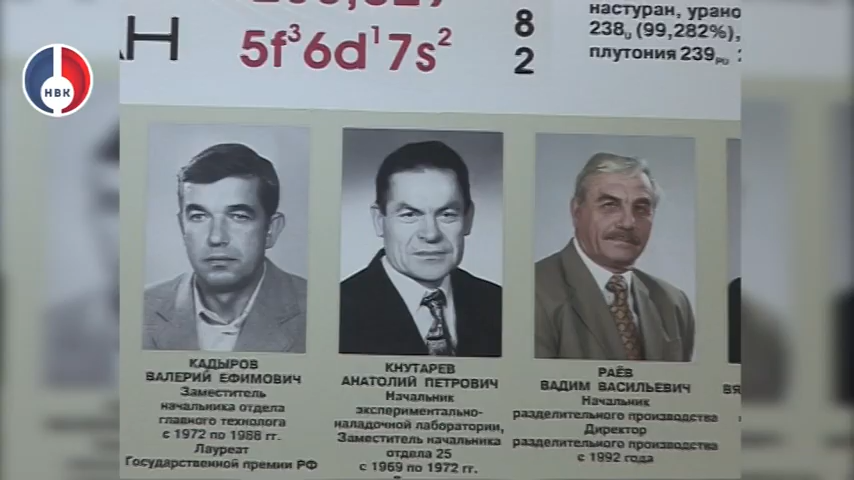 НВК
АН
5f³6d¹7s²
8
2
настуран, урано
238U (99,282%),
плутония 239PU
КАДЫРОВ
ВАЛЕРИЙ ЕФИМОВИЧ
Заместитель
начальника отдела
главного технолога
с 1972 по 1988 гг.
Лауреат
Государственной премии РФ
КНУТАРЕВ
АНАТОЛИЙ ПЕТРОВИЧ
Начальник
экспериментально-
наладочной лаборатории,
Заместитель начальника
отдела 25
с 1969 по 1972 гг.
РАЁВ
ВАДИМ ВАСИЛЬЕВИЧ
Начальник
разделительного производства
Директор
разделительного производства
с 1992 года